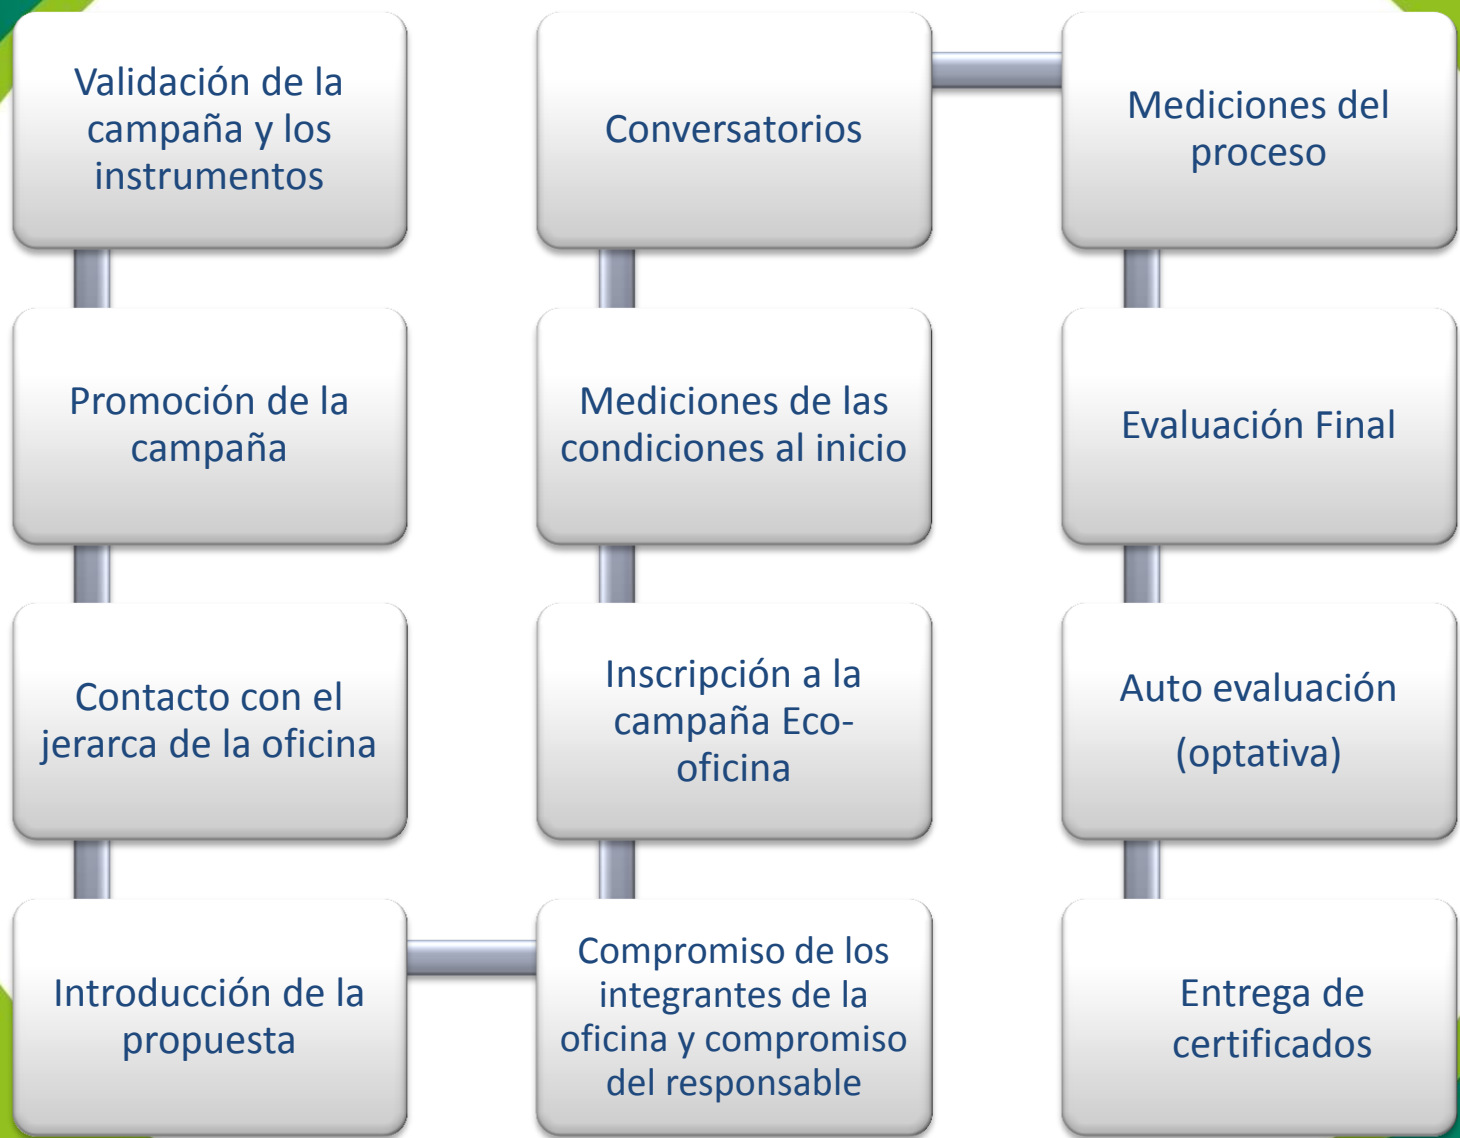 Validación de la
campaña y los
instrumentos
Promoción de la
campaña
Contacto con el
jerarca de la oficina
Introducción de la
propuesta
Compromiso de los
integrantes de la
oficina y compromiso
del responsable
Inscripción a la
campaña Eco-
oficina
Mediciones de las
condiciones al inicio
Conversatorios
Mediciones del
proceso
Evaluación Final
Auto evaluación
(optativa)
Entrega de
certificados